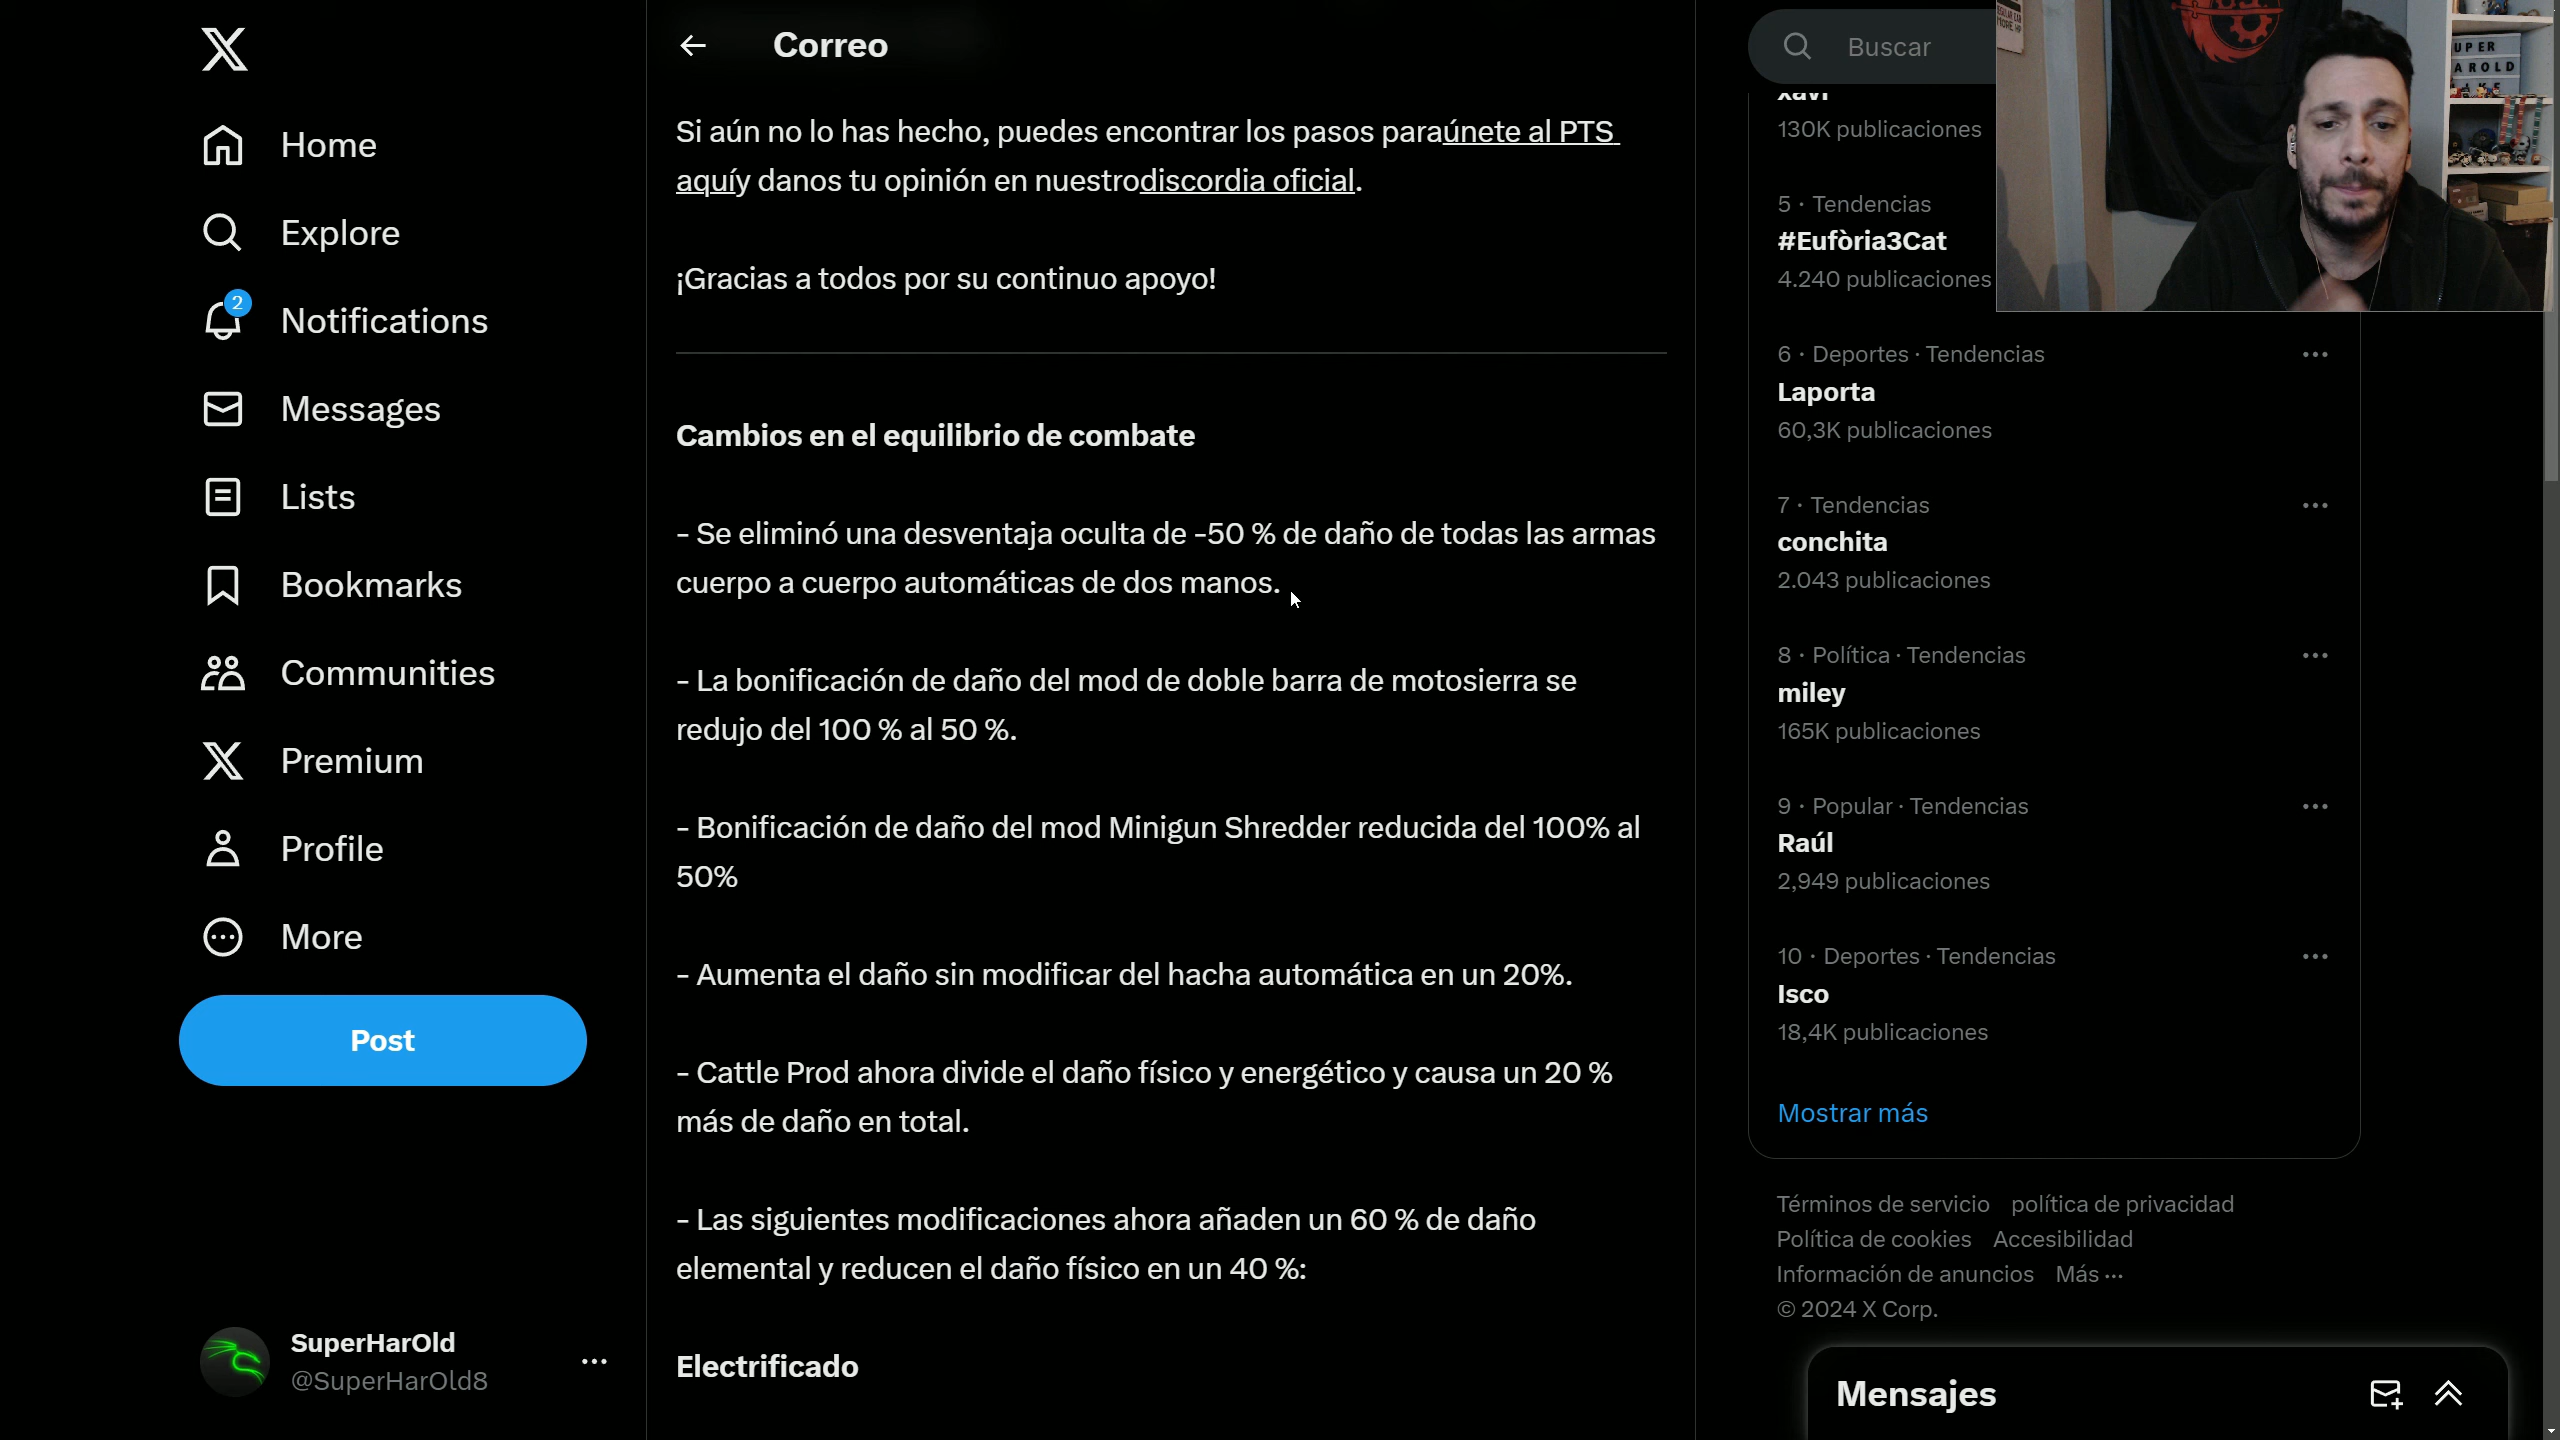 Home
Explore
2
Notifications
Messages
Lists
Bookmarks
Communities
Premium
Profile
More
Post
SuperHarOld
@SuperHarOld8
Correo
Si aún no lo has hecho, puedes encontrar los pasos paraúnete al PTS
aquíy danos tu opinión en nuestrodiscordia oficial.
¡Gracias a todos por su continuo apoyo!
Cambios en el equilibrio de combate
- Se eliminó una desventaja oculta de -50 % de daño de todas las armas
cuerpo a cuerpo automáticas de dos manos.
- La bonificación de daño del mod de doble barra de motosierra se
redujo del 100 % al 50 %.
- Bonificación de daño del mod Minigun Shredder reducida del 100% al
50%
- Aumenta el daño sin modificar del hacha automática en un 20%.
- Cattle Prod ahora divide el daño físico y energético y causa un 20 %
más de daño en total.
- Las siguientes modificaciones ahora añaden un 60 % de daño
elemental y reducen el daño físico en un 40 %:
Electrificado
Buscar
xavi
130K publicaciones
5 · Tendencias
#Eufòria3Cat
4.240 publicaciones
6 · Deportes · Tendencias
Laporta
60,3K publicaciones
7 · Tendencias
conchita
2.043 publicaciones
8 · Política · Tendencias
miley
165K publicaciones
9 · Popular · Tendencias
Raúl
2,949 publicaciones
10 · Deportes · Tendencias
Isco
18,4K publicaciones
Mostrar más
Términos de servicio política de privacidad
Política de cookies Accesibilidad
Información de anuncios Más ···
© 2024 X Corp.
Mensajes
UPER
AROLD